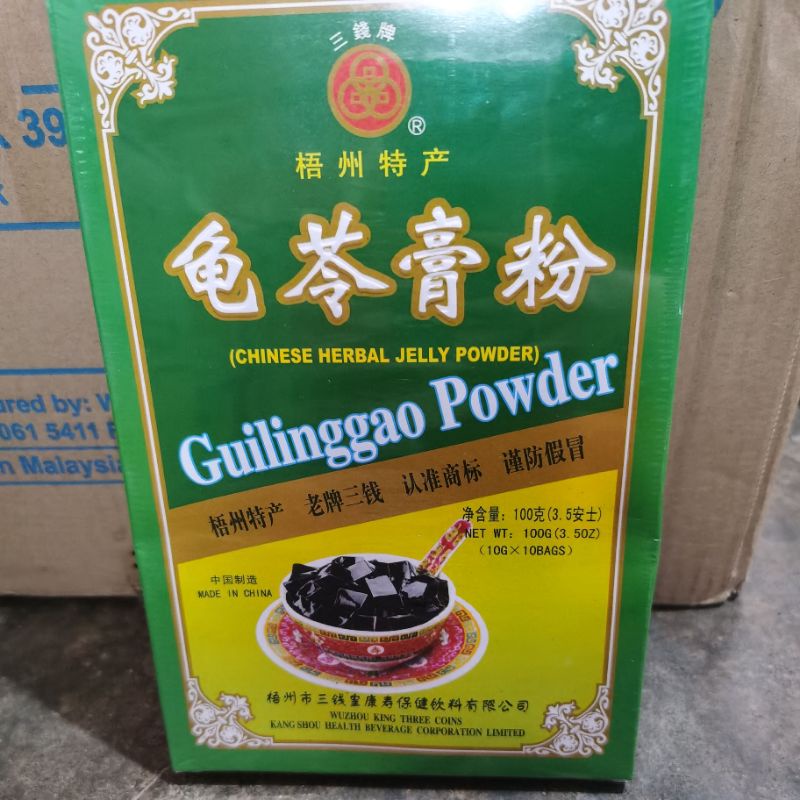 三錢牌
®
梧州特产
龟苓膏粉
(CHINESE HERBAL JELLY POWDER)
Guilinggao Powder
梧州特产 老牌三钱 认准商标 谨防假冒
净含量：100克(3.5安士)
NET WT：100G(3.5OZ)
(10G×10BAGS)
中国制造
MADE IN CHINA
梧州市三钱皇康寿保健饮料有限公司
WUZHOU KING THREE COINS
KANG SHOU HEALTH BEVERAGE CORPORATION LIMITED
39
ured by:
061 5411
n Malaysia